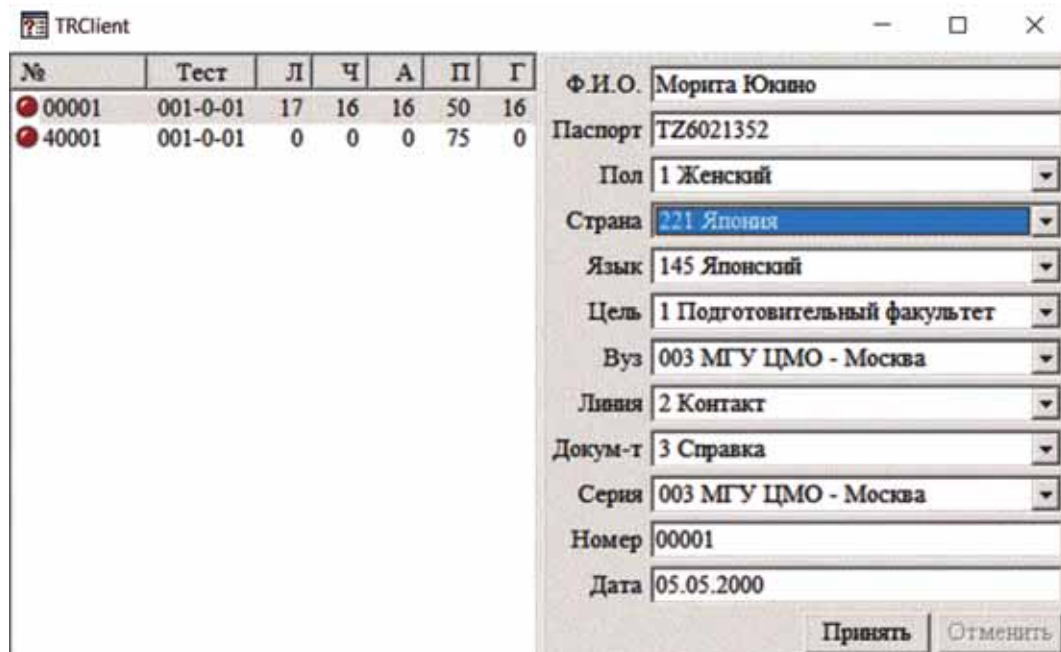 TRClient
№ Тест Л Ч А П Г
00001 001-0-01 17 16 16 50 16
40001 001-0-01 0 0 0 75 0
Ф.И.О. Морита Юкино
Паспорт TZ6021352
Пол 1 Женский
Страна 221 Япония
Язык 145 Японский
Цель 1 Подготовительный факультет
Вуз 003 МГУ ЦМО - Москва
Линия 2 Контакт
Докум-т 3 Справка
Серия 003 МГУ ЦМО - Москва
Номер 00001
Дата 05.05.2000
Принять Отменить